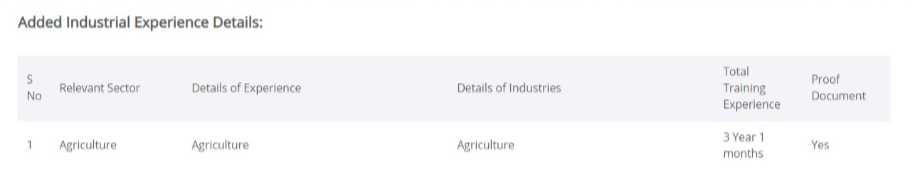 Added Industrial Experience Details:
S No Relevant Sector Details of Experience Details of Industries Total Training Experience Proof Document
1 Agriculture Agriculture Agriculture 3 Year 1 months Yes